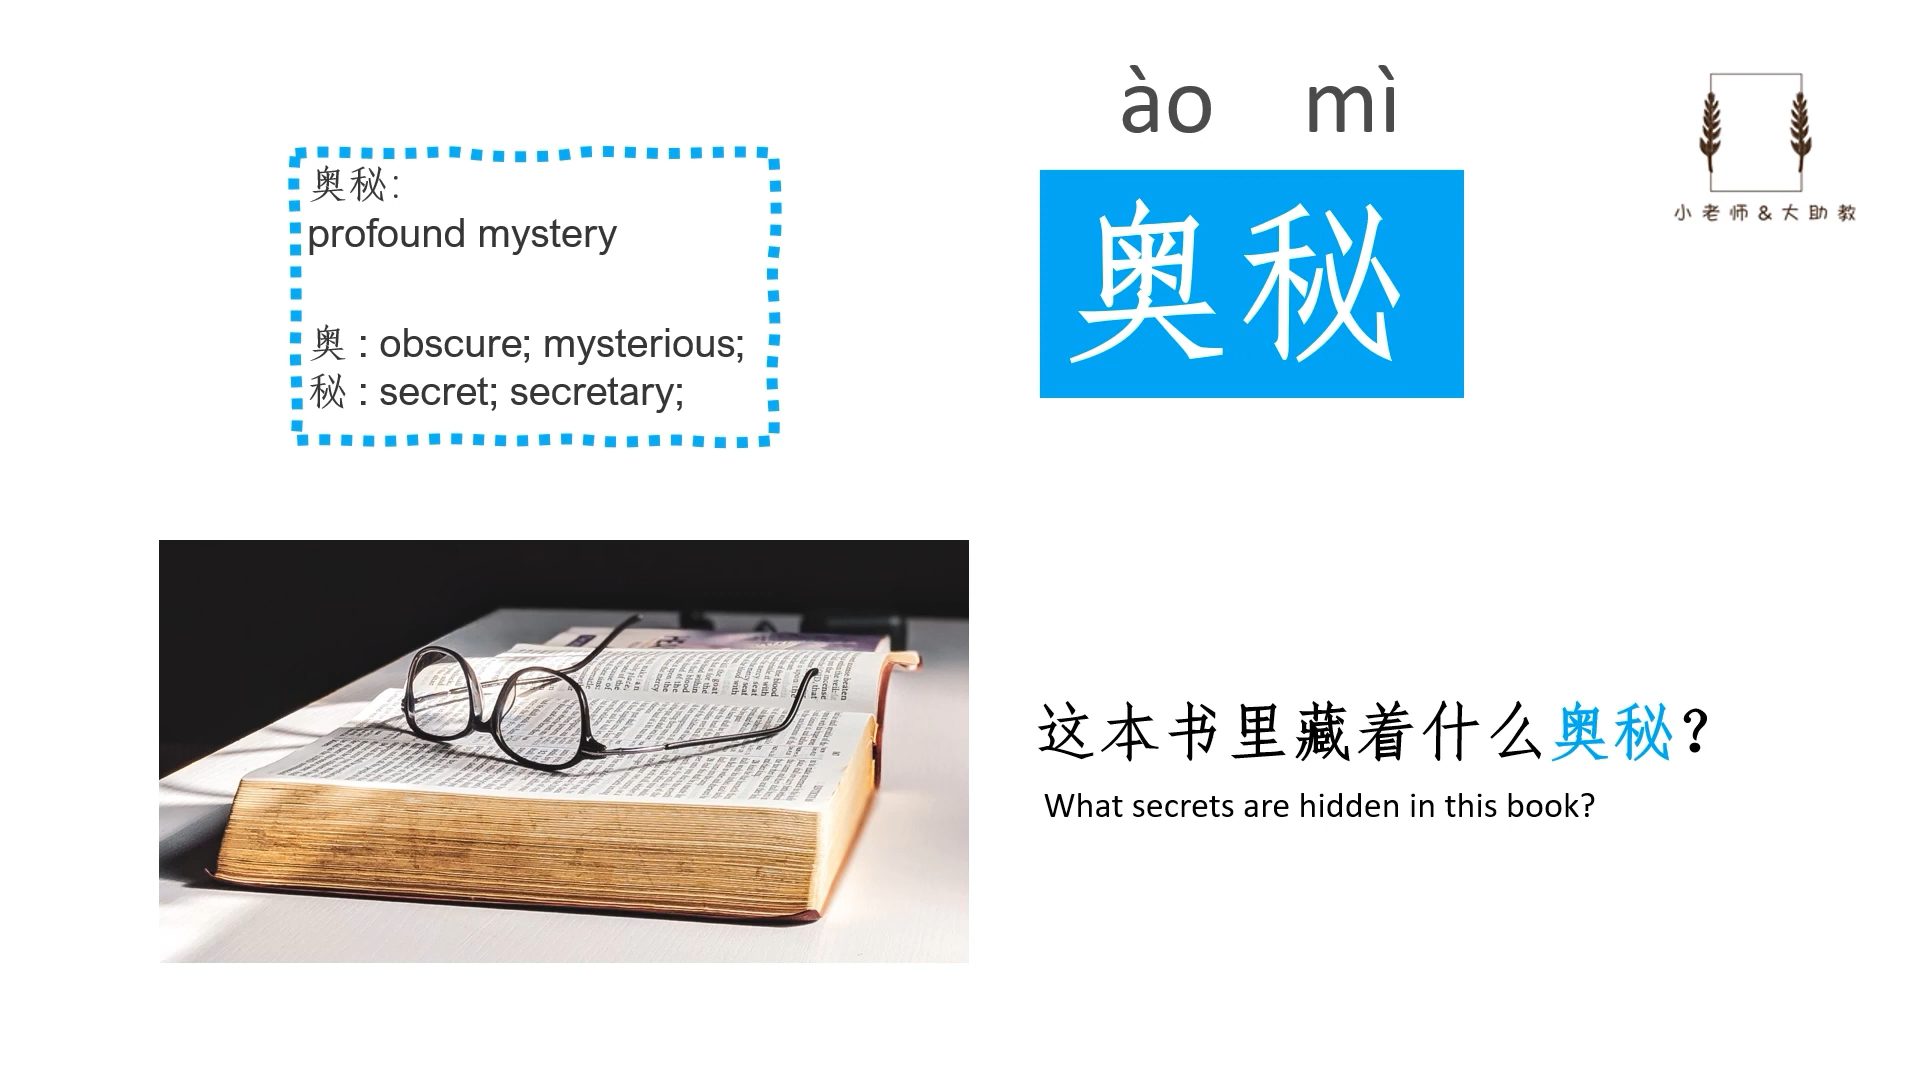 ào mì
奥秘
小老师&大助教
奥秘:
profound mystery
奥 : obscure; mysterious;
秘 : secret; secretary;
这本书里藏着什么奥秘？
What secrets are hidden in this book?